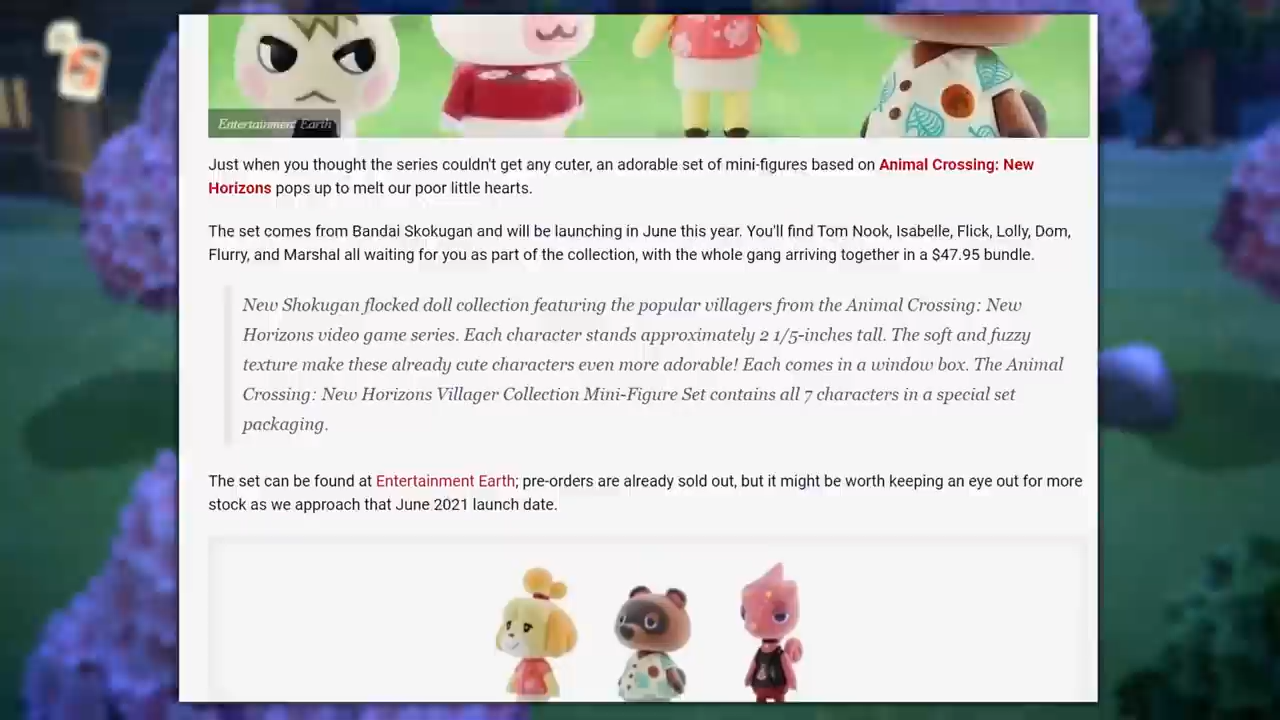 Entertainment Earth
Just when you thought the series couldn't get any cuter, an adorable set of mini-figures based on Animal Crossing: New
Horizons pops up to melt our poor little hearts.
The set comes from Bandai Skokugan and will be launching in June this year. You'll find Tom Nook, Isabelle, Flick, Lolly, Dom,
Flurry, and Marshal all waiting for you as part of the collection, with the whole gang arriving together in a $47.95 bundle.
New Shokugan flocked doll collection featuring the popular villagers from the Animal Crossing: New
Horizons video game series. Each character stands approximately 2 1/5-inches tall. The soft and fuzzy
texture make these already cute characters even more adorable! Each comes in a window box. The Animal
Crossing: New Horizons Villager Collection Mini-Figure Set contains all 7 characters in a special set
packaging.
The set can be found at Entertainment Earth; pre-orders are already sold out, but it might be worth keeping an eye out for more
stock as we approach that June 2021 launch date.